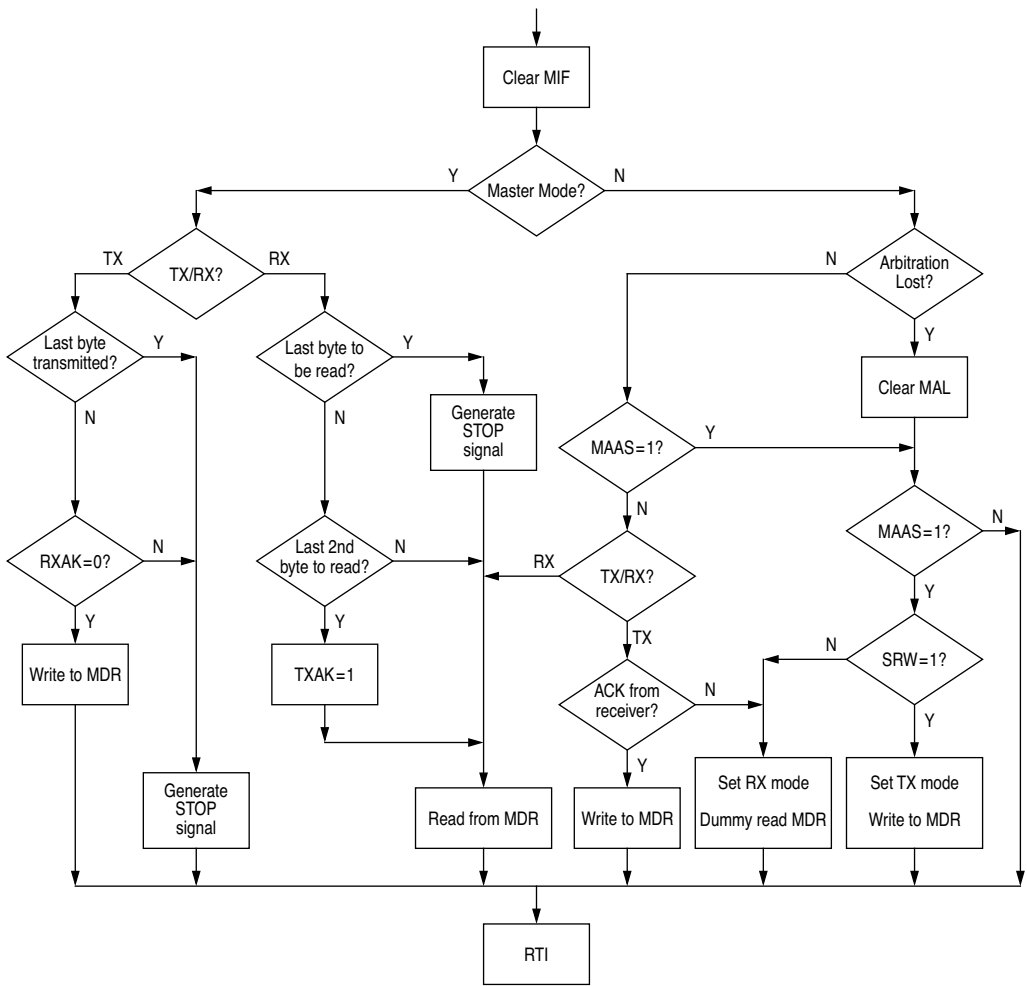 Clear MIF
Y
Master Mode?
N
TX
TX/RX?
RX
N
Arbitration
Lost?
Y
Last byte
transmitted?
Y
N
Last byte to
be read?
Y
N
Generate
STOP
signal
Clear MAL
MAAS=1?
Y
N
MAAS=1?
N
Y
RXAK=0?
N
Y
Last 2nd
byte to read?
N
Y
RX
TX/RX?
TX
N
SRW=1?
Y
Write to MDR
TXAK=1
ACK from
receiver?
N
Y
Generate
STOP
signal
Read from MDR
Write to MDR
Set RX mode
Dummy read MDR
Set TX mode
Write to MDR
RTI